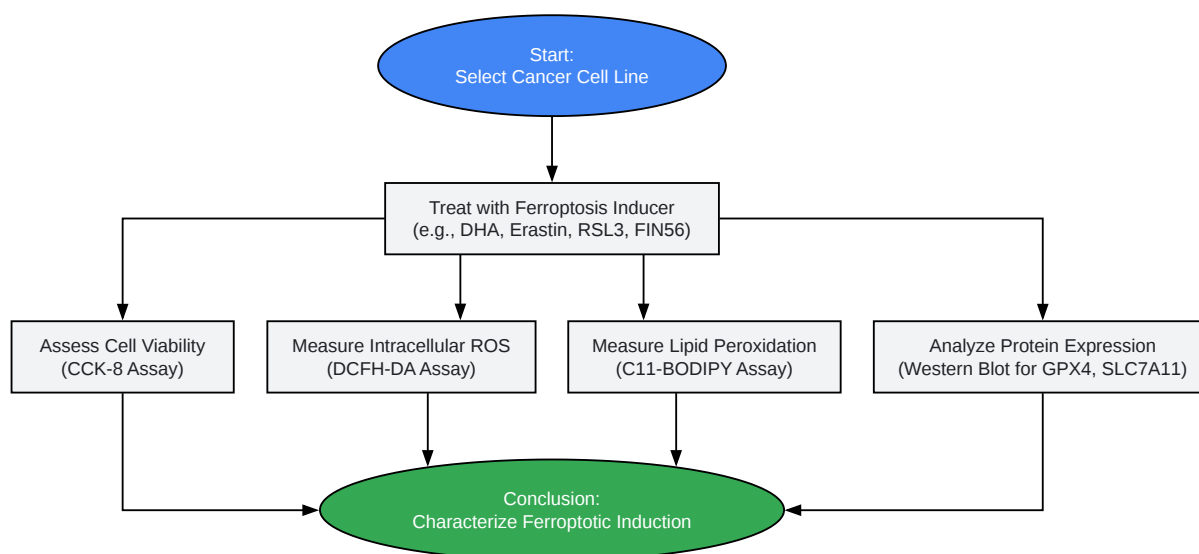 Start:
Select Cancer Cell Line
Treat with Ferroptosis Inducer
(e.g., DHA, Erastin, RSL3, FIN56)
Assess Cell Viability
(CCK-8 Assay)
Measure Intracellular ROS
(DCFH-DA Assay)
Measure Lipid Peroxidation
(C11-BODIPY Assay)
Analyze Protein Expression
(Western Blot for GPX4, SLC7A11)
Conclusion:
Characterize Ferroptotic Induction